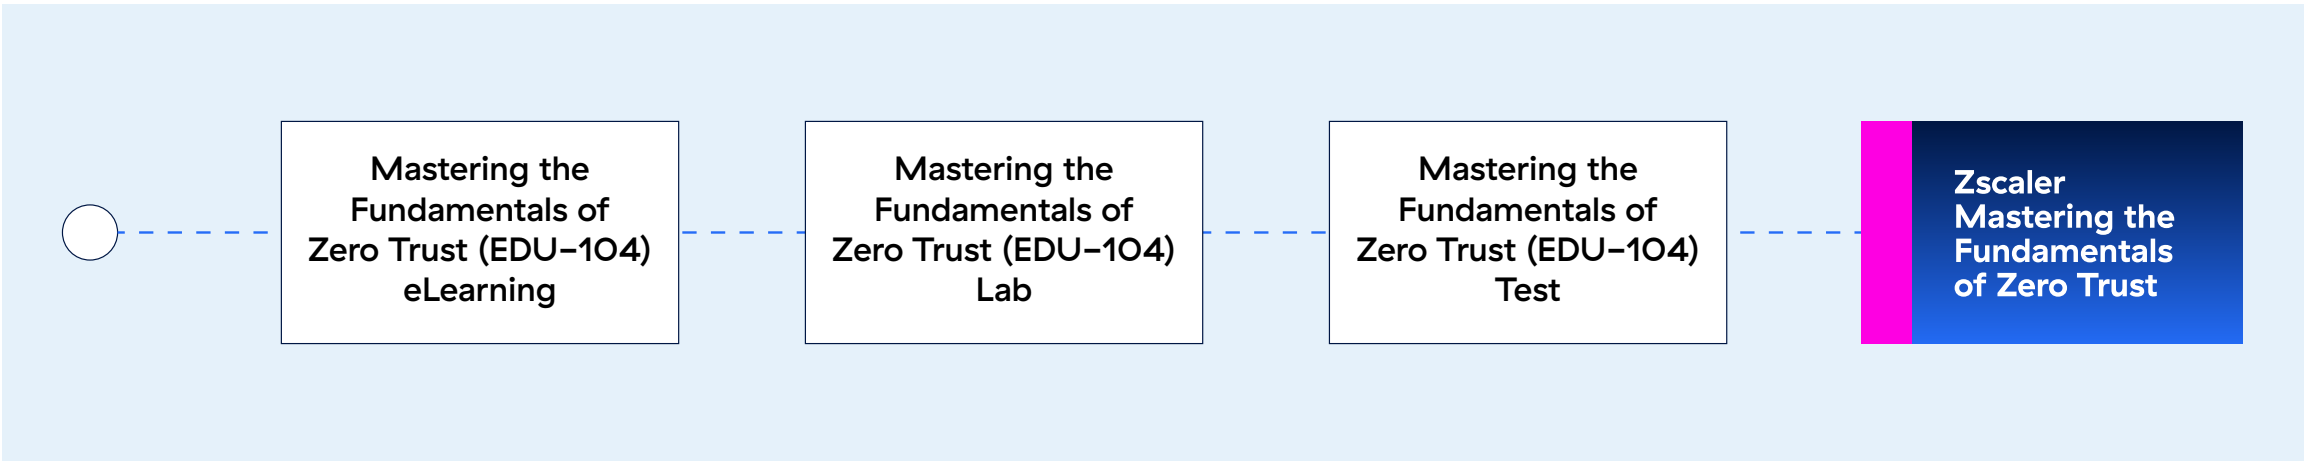 Mastering the
Fundamentals of
Zero Trust (EDU-104)
eLearning
Mastering the
Fundamentals of
Zero Trust (EDU-104)
Lab
Mastering the
Fundamentals of
Zero Trust (EDU-104)
Test
Zscaler
Mastering the
Fundamentals
of Zero Trust